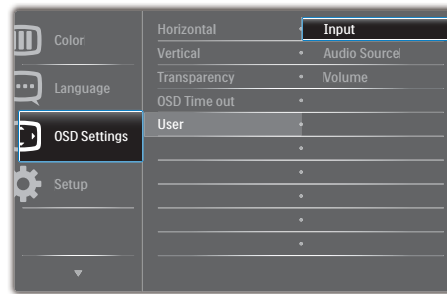 Color
Language
OSD Settings
Setup
Horizontal
Vertical
Transparency
OSD Time out
User
Input
Audio Source
Volume